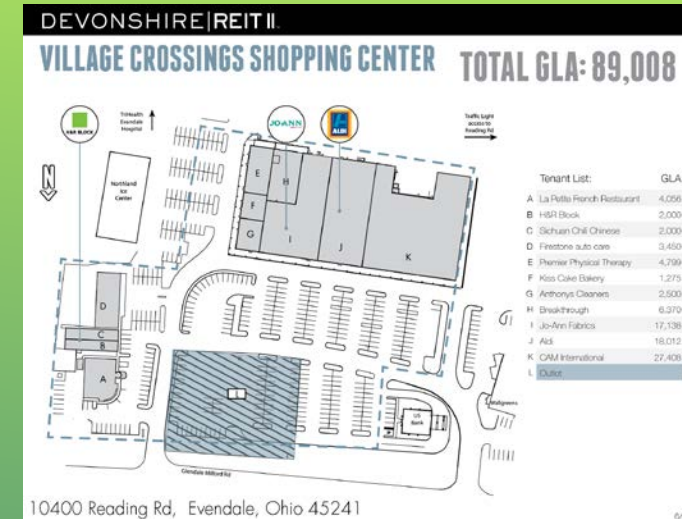 DEVONSHIRE|REIT II
VILLAGE CROSSINGS SHOPPING CENTER
TOTAL GLA: 89,008
H&R BLOCK
TriHealth
Evendale
Hospital
JOANN
ALDI
Traffic Light
access to
Reading Rd
N
Northland
Ice
Center
E
H
F
G
I
J
K
D
C
B
A
US
Bank
Walgreens
Glendale Milford Rd
Tenant List: GLA
A La Petite French Restaurant 4,056
B H&R Block 2,000
C Sichuan Chili Chinese 2,000
D Firestone auto care 3,450
E Premier Physical Therapy 4,799
F Kiss Cake Bakery 1,275
G Anthonys Cleaners 2,500
H Breakthrough 6,370
I Jo-Ann Fabrics 17,138
J Aldi 18,012
K CAM International 27,408
L Outlot
10400 Reading Rd, Evendale, Ohio 45241